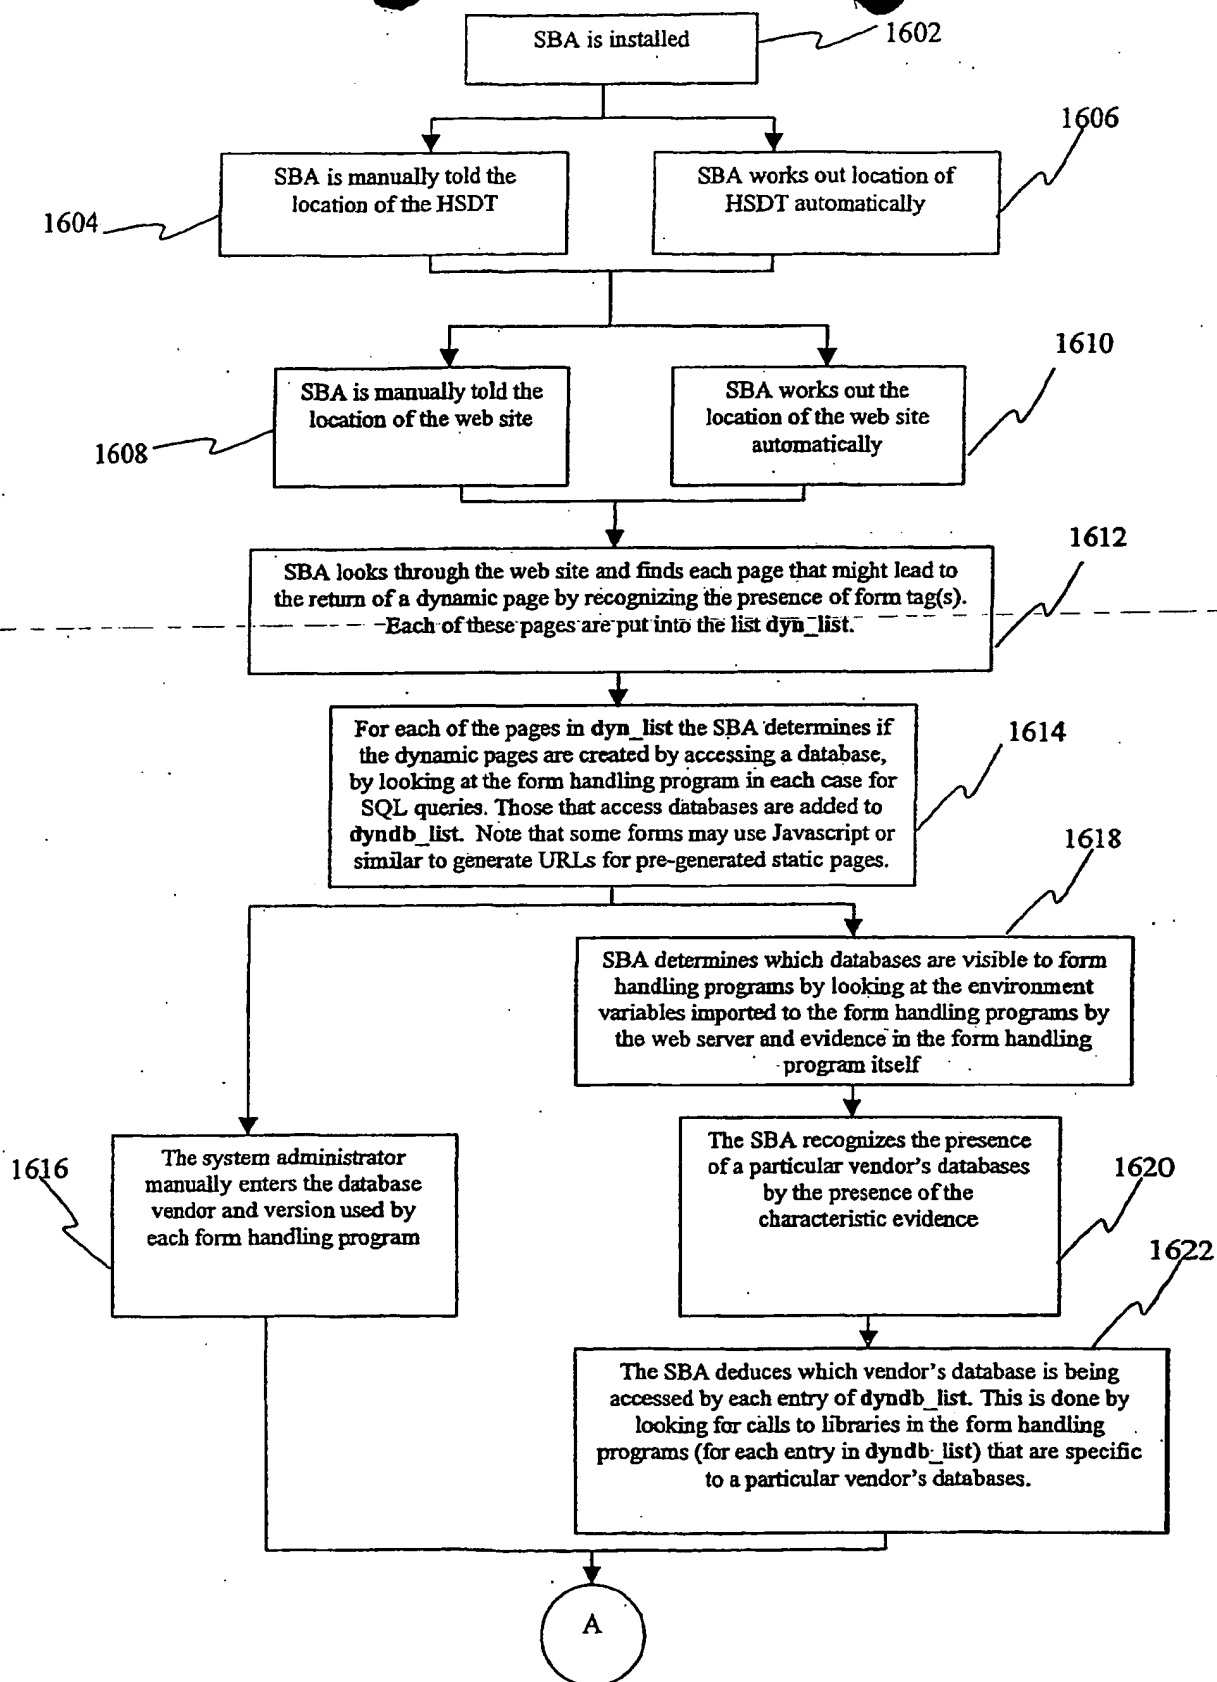 SBA is installed
1602
1606
SBA is manually told the
location of the HSDT
SBA works out location of
HSDT automatically
1604
1610
SBA is manually told the
location of the web site
SBA works out the
location of the web site
automatically
1608
1612
SBA looks through the web site and finds each page that might lead to
the return of a dynamic page by recognizing the presence of form tag(s).
Each of these pages are put into the list dyn_list.
For each of the pages in dyn_list the SBA determines if
the dynamic pages are created by accessing a database,
by looking at the form handling program in each case for
SQL queries. Those that access databases are added to
dyndb_list. Note that some forms may use Javascript or
similar to generate URLs for pre-generated static pages.
1614
1618
SBA determines which databases are visible to form
handling programs by looking at the environment
variables imported to the form handling programs by
the web server and evidence in the form handling
program itself
1616
The system administrator
manually enters the database
vendor and version used by
each form handling program
The SBA recognizes the presence
of a particular vendor's databases
by the presence of the
characteristic evidence
1620
1622
The SBA deduces which vendor's database is being
accessed by each entry of dyndb_list. This is done by
looking for calls to libraries in the form handling
programs (for each entry in dyndb_list) that are specific
to a particular vendor's databases.
A